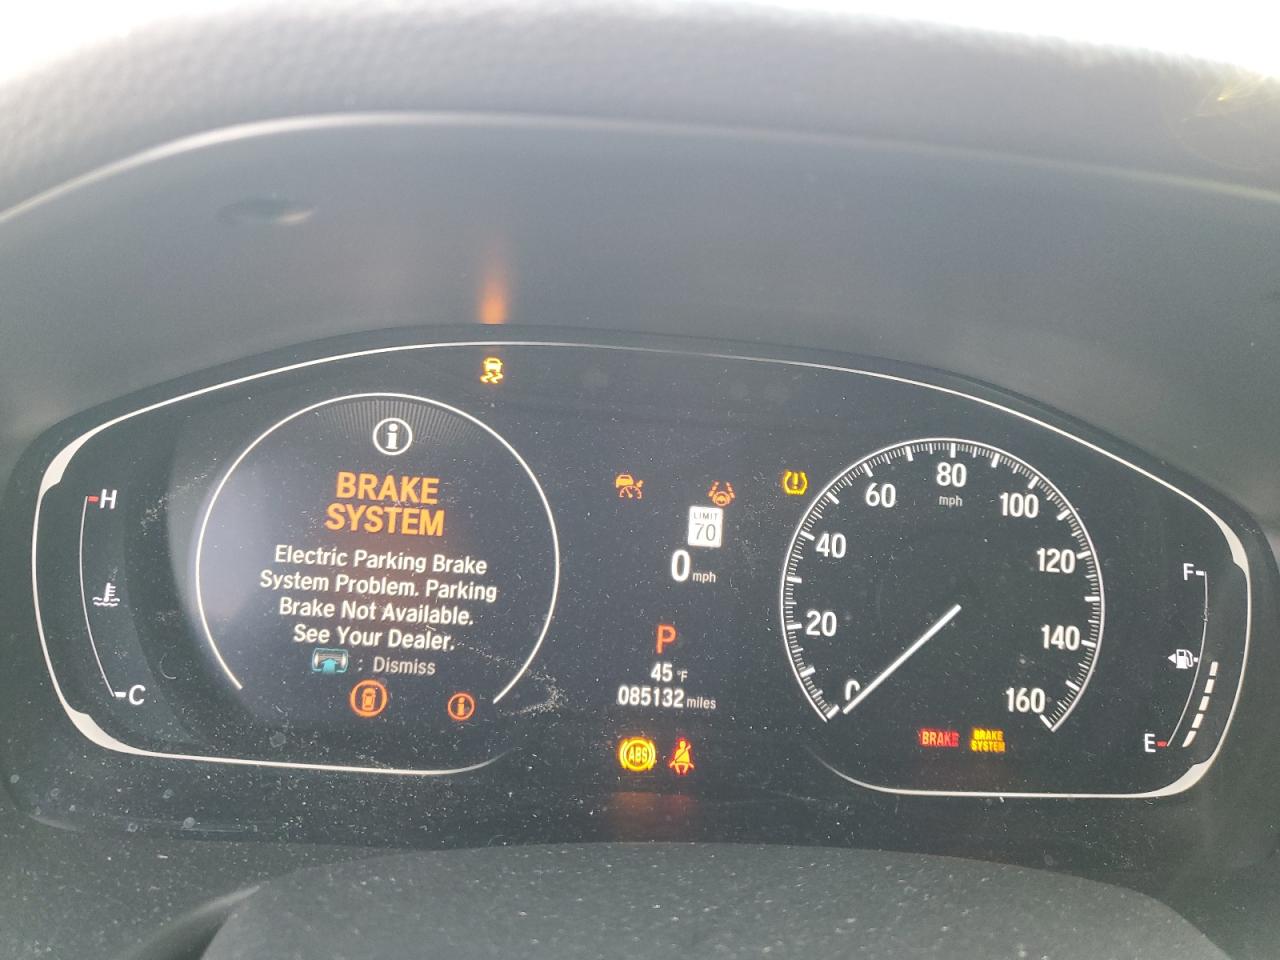 BRAKE
SYSTEM
Electric Parking Brake
System Problem. Parking
Brake Not Available.
See Your Dealer.
: Dismiss
H
C
LIMIT
70
0 mph
P
45 °F
085132 miles
ABS
0
20
40
60
80
mph
100
120
140
160
BRAKE
BRAKE
SYSTEM
F
E